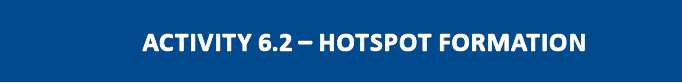 ACTIVITY 6.2 – HOTSPOT FORMATION